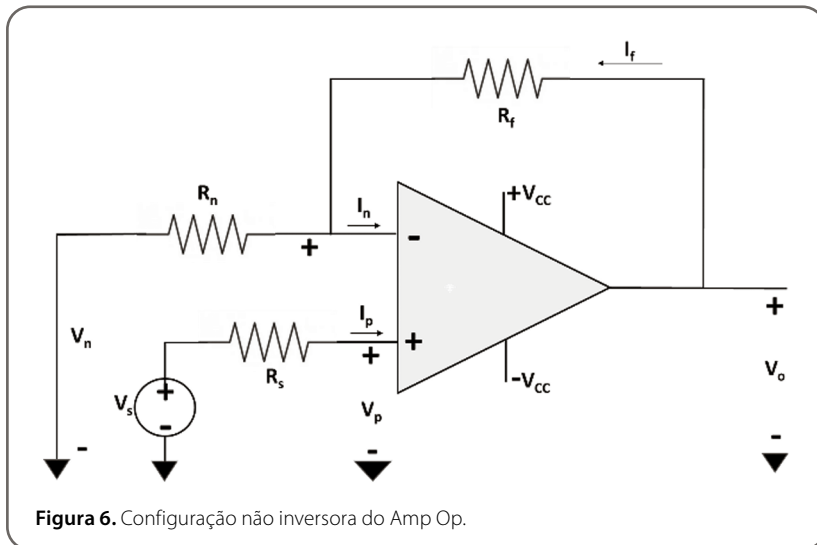 I_f
R_f
R_n
I_n
+V_CC
+
-
V_n
I_p
+
R_s
+
-V_CC
+
V_s
+
-
V_p
V_o
-
-
-
Figura 6. Configuração não inversora do Amp Op.